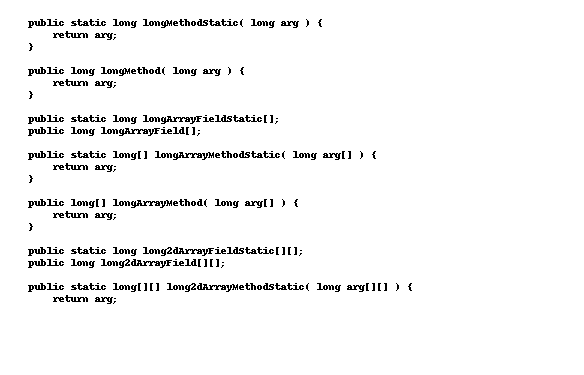 public static long longMethodStatic( long arg ) {
    return arg;
}

public long longMethod( long arg ) {
    return arg;
}

public static long longArrayFieldStatic[];
public long longArrayField[];

public static long[] longArrayMethodStatic( long arg[] ) {
    return arg;
}

public long[] longArrayMethod( long arg[] ) {
    return arg;
}

public static long long2dArrayFieldStatic[][];
public long long2dArrayField[][];

public static long[][] long2dArrayMethodStatic( long arg[][] ) {
    return arg;